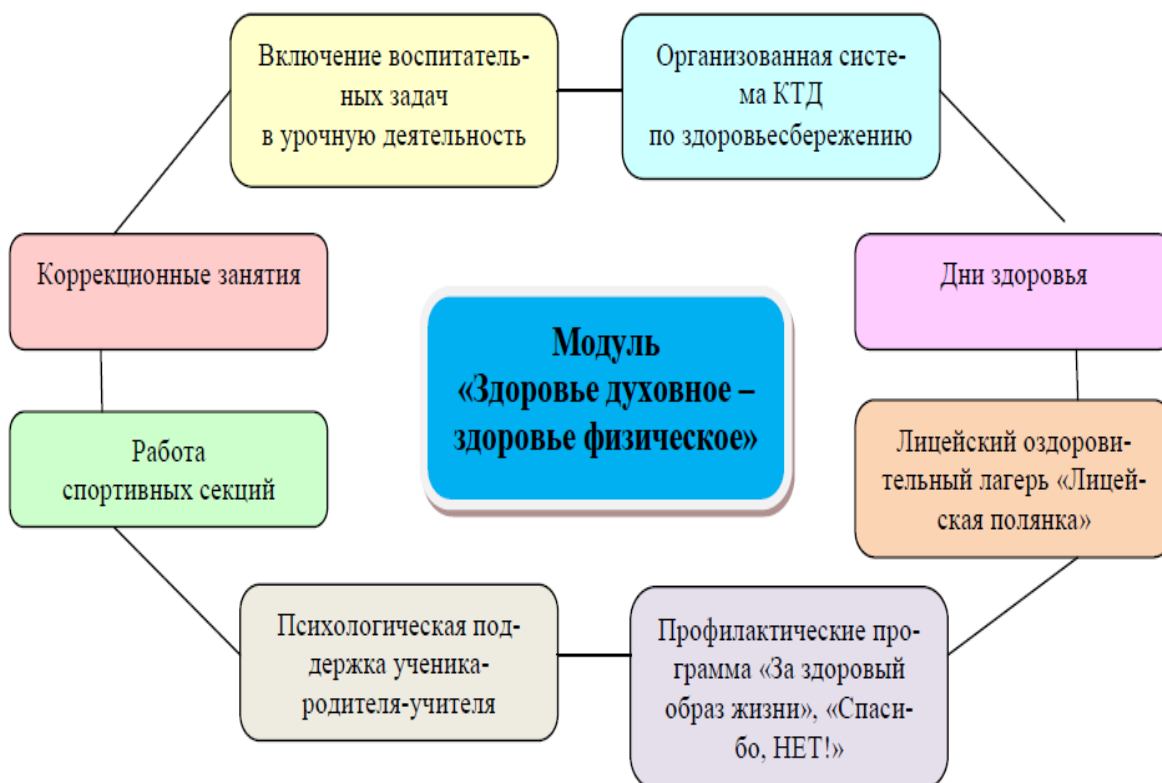 Включение воспитатель-
ных задач
в урочную деятельность
Организованная систе-
ма КТД
по здоровьесбережению
Коррекционные занятия
Дни здоровья
Модуль
«Здоровье духовное –
здоровье физическое»
Работа
спортивных секций
Лицейский оздорови-
тельный лагерь «Лицей-
ская полянка»
Психологическая под-
держка ученика-
родителя-учителя
Профилактические про-
грамма «За здоровый
образ жизни», «Спаси-
бо, НЕТ!»